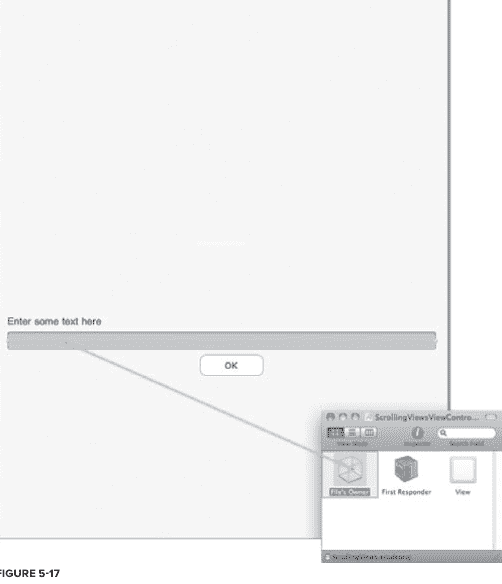 Enter some text here
OK
ScrollingViewsViewContro...
File's Owner
First Responder
View
FIGURE 5-17